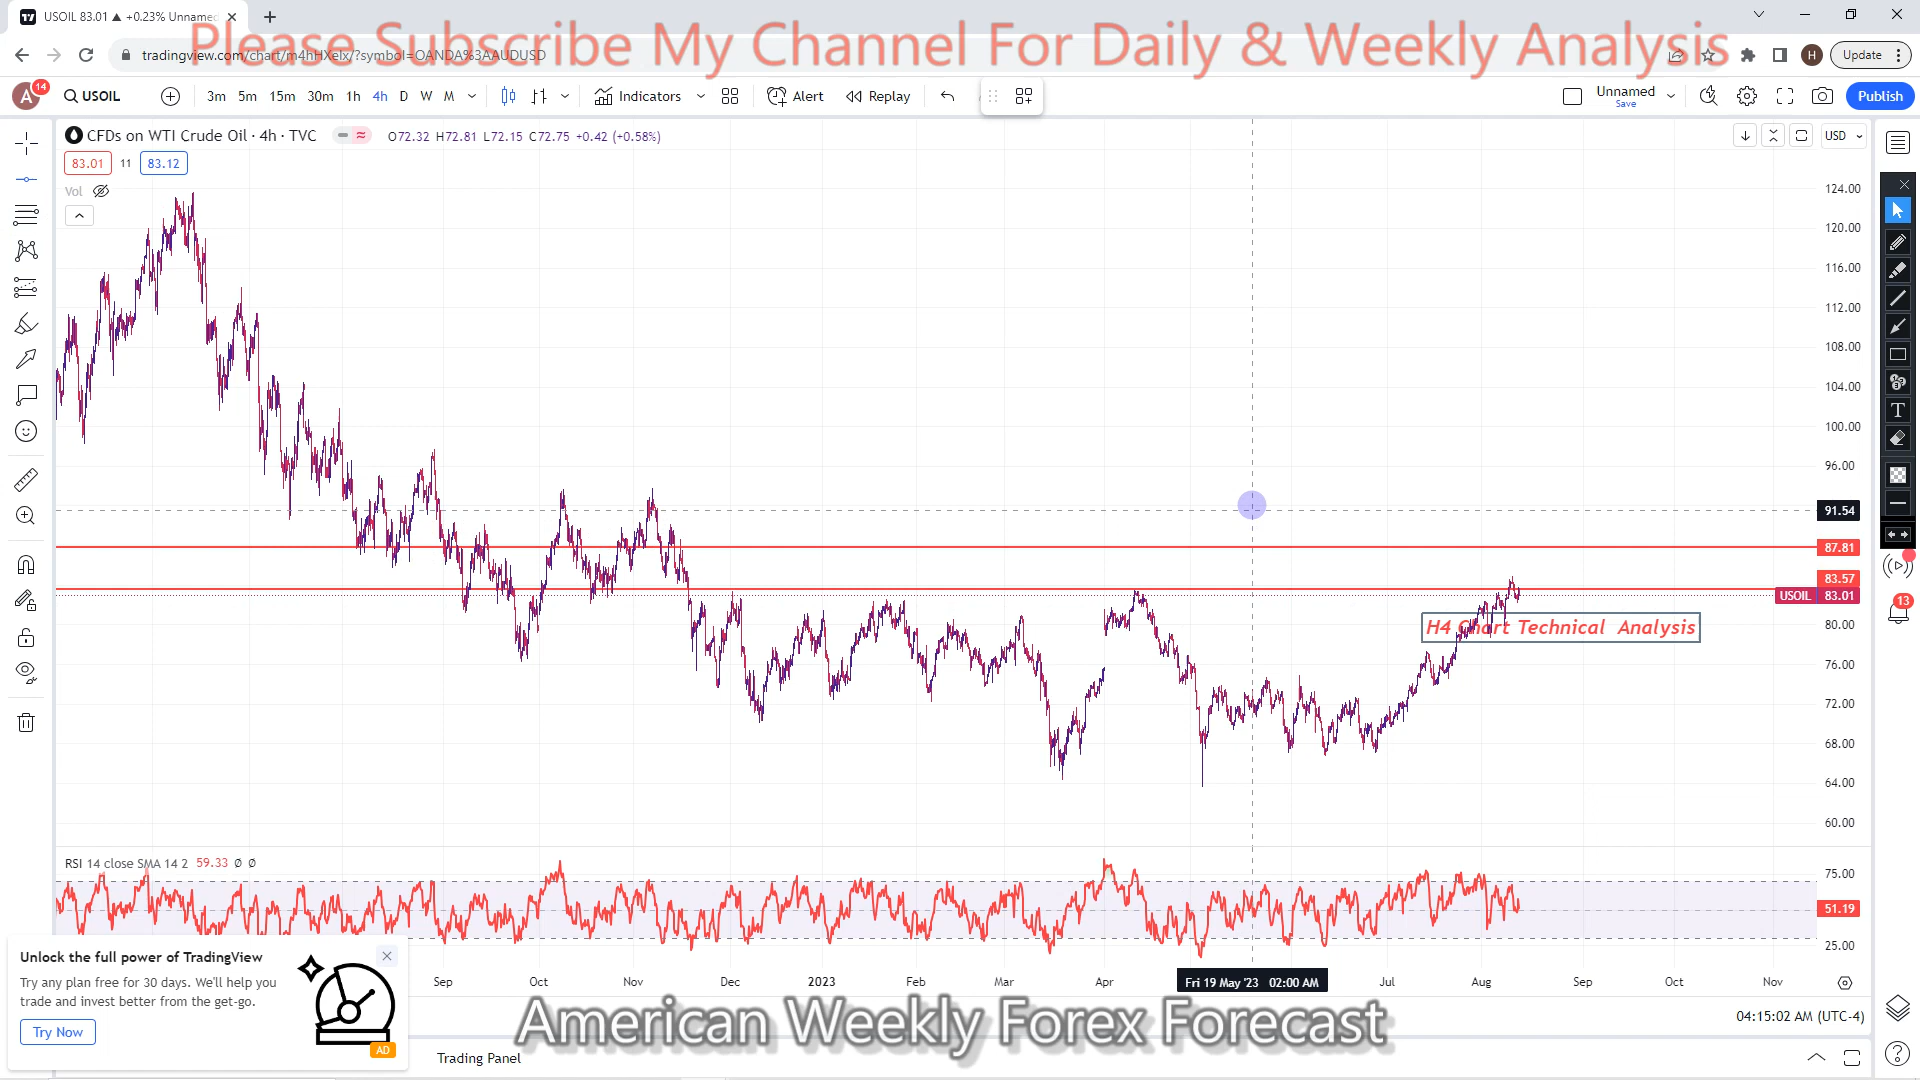 USOIL 83.01 ▲ +0.23% Unnamed
Please Subscribe My Channel For Daily & Weekly Analysis
tradingview.com/chart/m4hHXelx/?symbol=OANDA%3AAUDUSD
H
Update
A 14
USOIL
3m 5m 15m 30m 1h 4h D W M
Indicators
Alert
Replay
Unnamed
Save
Publish
CFDs on WTI Crude Oil · 4h · TVC
O72.32 H72.81 L72.15 C72.75 +0.42 (+0.58%)
USD
83.01 11 83.12
Vol
124.00
120.00
116.00
112.00
108.00
104.00
100.00
96.00
91.54
87.81
83.57
USOIL 83.01
80.00
H4 Chart Technical Analysis
76.00
72.00
68.00
64.00
60.00
13
RSI 14 close SMA 14 2 59.33 Ø Ø
75.00
51.19
25.00
Unlock the full power of TradingView
Try any plan free for 30 days. We'll help you
trade and invest better from the get-go.
Try Now
AD
Sep Oct Nov Dec 2023 Feb Mar Apr Fri 19 May '23 02:00 AM Jul Aug Sep Oct Nov
American Weekly Forex Forecast
04:15:02 AM (UTC-4)
Trading Panel